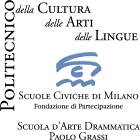 POLITECNICO
della Cultura
delle Arti
delle Lingue
SCUOLE CIVICHE DI MILANO
Fondazione di Partecipazione
SCUOLA D'ARTE DRAMMATICA
PAOLO GRASSI